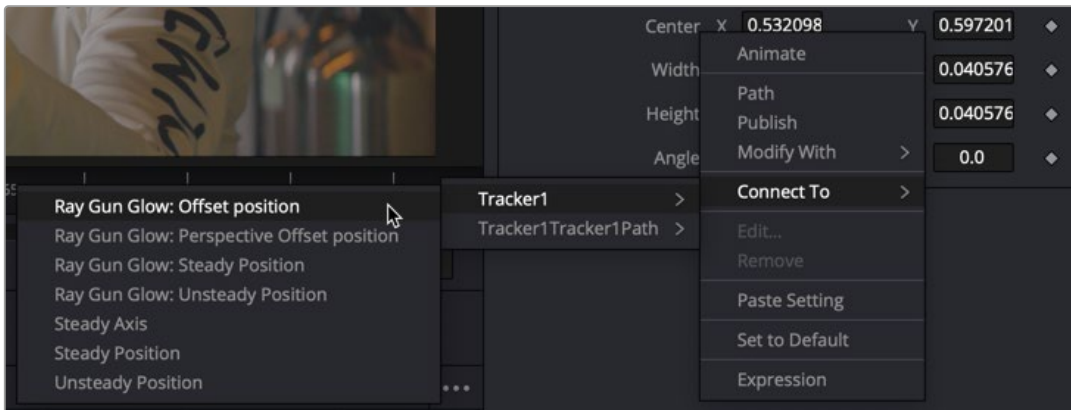 Center X 0.532098 Y 0.597201
Width 0.040576
Height 0.040576
Angle 0.0
Animate
Path
Publish
Modify With >
Connect To >
Edit...
Remove
Paste Setting
Set to Default
Expression
Tracker1 >
Tracker1Tracker1Path >
Ray Gun Glow: Offset position
Ray Gun Glow: Perspective Offset position
Ray Gun Glow: Steady Position
Ray Gun Glow: Unsteady Position
Steady Axis
Steady Position
Unsteady Position